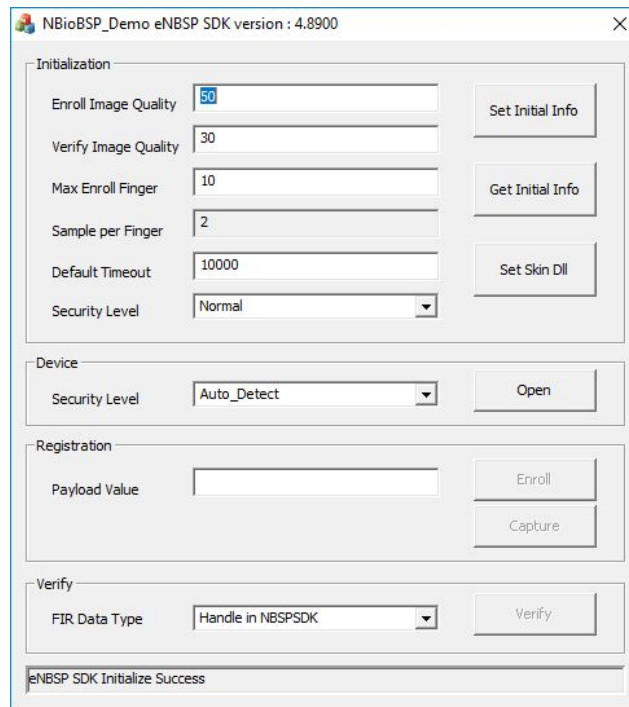 NBioBSP_Demo eNBSP SDK version : 4.8900
Initialization
Enroll Image Quality 50 Set Initial Info
Verify Image Quality 30
Max Enroll Finger 10 Get Initial Info
Sample per Finger 2
Default Timeout 10000 Set Skin Dll
Security Level Normal
Device
Security Level Auto_Detect Open
Registration
Payload Value Enroll
Capture
Verify
FIR Data Type Handle in NBSPSDK Verify
eNBSP SDK Initialize Success